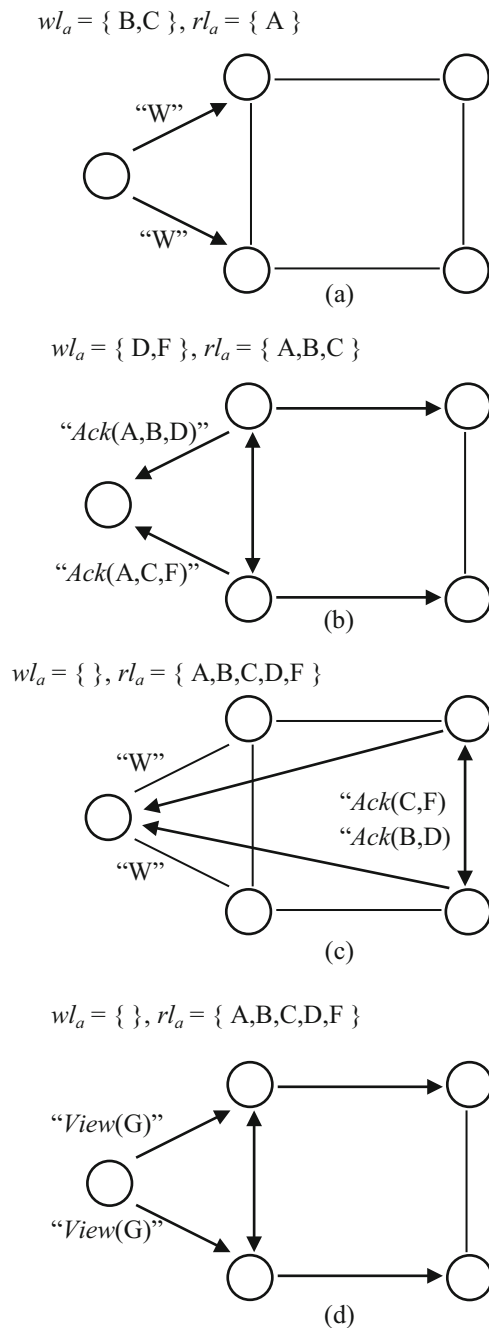 wlₐ = { B,C }, rlₐ = { A }
“W”
“W”
(a)
wlₐ = { D,F }, rlₐ = { A,B,C }
“Ack(A,B,D)”
“Ack(A,C,F)”
(b)
wlₐ = { }, rlₐ = { A,B,C,D,F }
“W”
“Ack(C,F)
“Ack(B,D)
“W”
(c)
wlₐ = { }, rlₐ = { A,B,C,D,F }
“View(G)”
“View(G)”
(d)